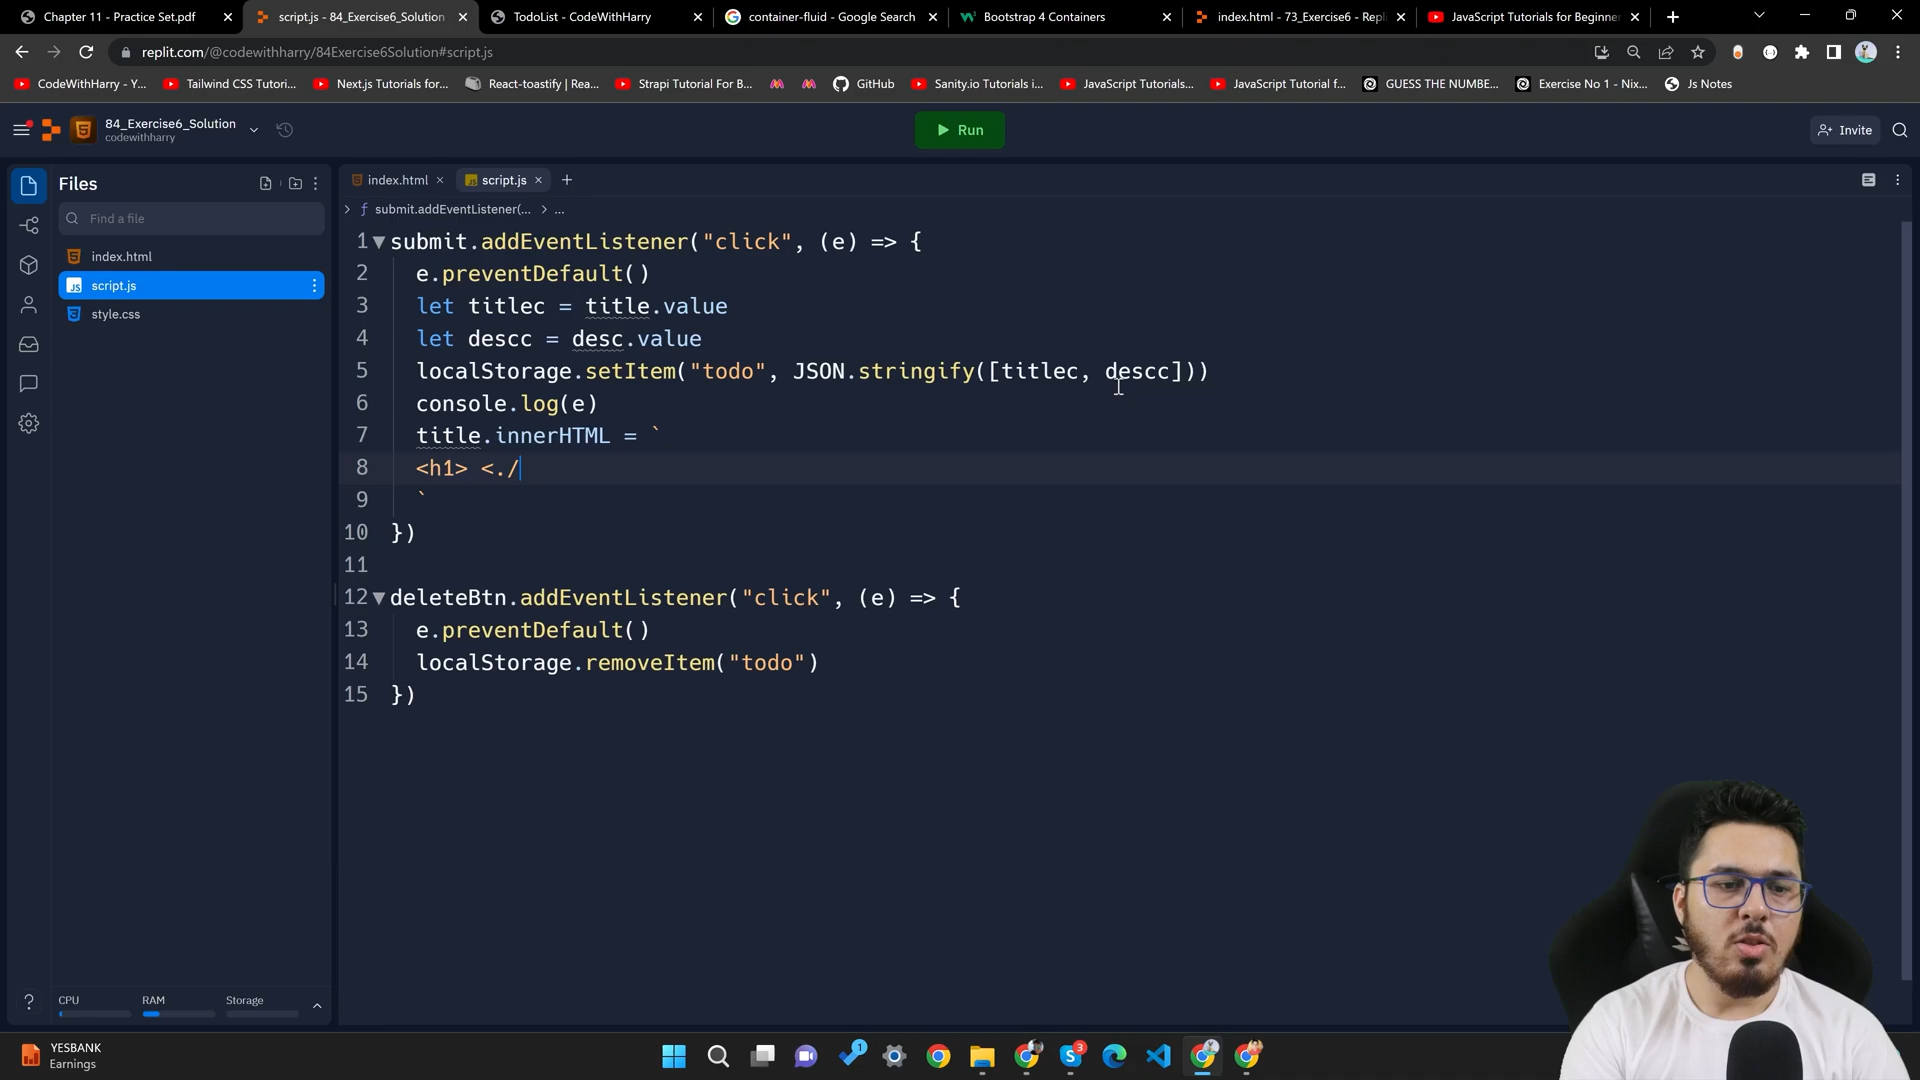 Chapter 11 - Practice Set.pdf
script.js - 84_Exercise6_Solution
TodoList - CodeWithHarry
container-fluid - Google Search
Bootstrap 4 Containers
index.html - 73_Exercise6 - Repl
JavaScript Tutorials for Beginne
replit.com/@codewithharry/84Exercise6Solution#script.js
CodeWithHarry - Y...
Tailwind CSS Tutori...
Next.js Tutorials for...
React-toastify | Rea...
Strapi Tutorial For B...
GitHub
Sanity.io Tutorials i...
JavaScript Tutorials...
JavaScript Tutorial f...
GUESS THE NUMBE...
Exercise No 1 - Nix...
Js Notes
84_Exercise6_Solution
codewithharry
Run
Invite
Files
index.html
script.js
Find a file
submit.addEventListener(... > ...
index.html
script.js
style.css
1 submit.addEventListener("click", (e) => {
2 e.preventDefault()
3 let titlec = title.value
4 let descc = desc.value
5 localStorage.setItem("todo", JSON.stringify([titlec, descc]))
6 console.log(e)
7 title.innerHTML = `
8 <h1> <./
9 `
10 })
11
12 deleteBtn.addEventListener("click", (e) => {
13 e.preventDefault()
14 localStorage.removeItem("todo")
15 })
CPU
RAM
Storage
YESBANK
Earnings
1
3